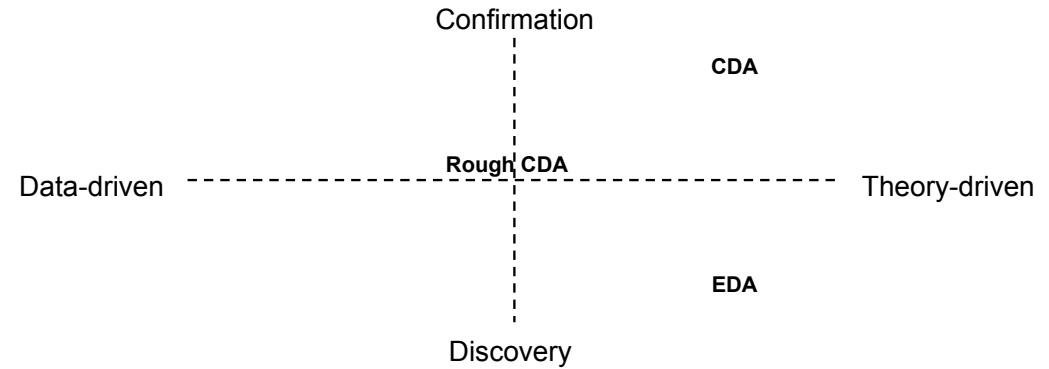 Confirmation
CDA
Rough CDA
Data-driven
Theory-driven
EDA
Discovery